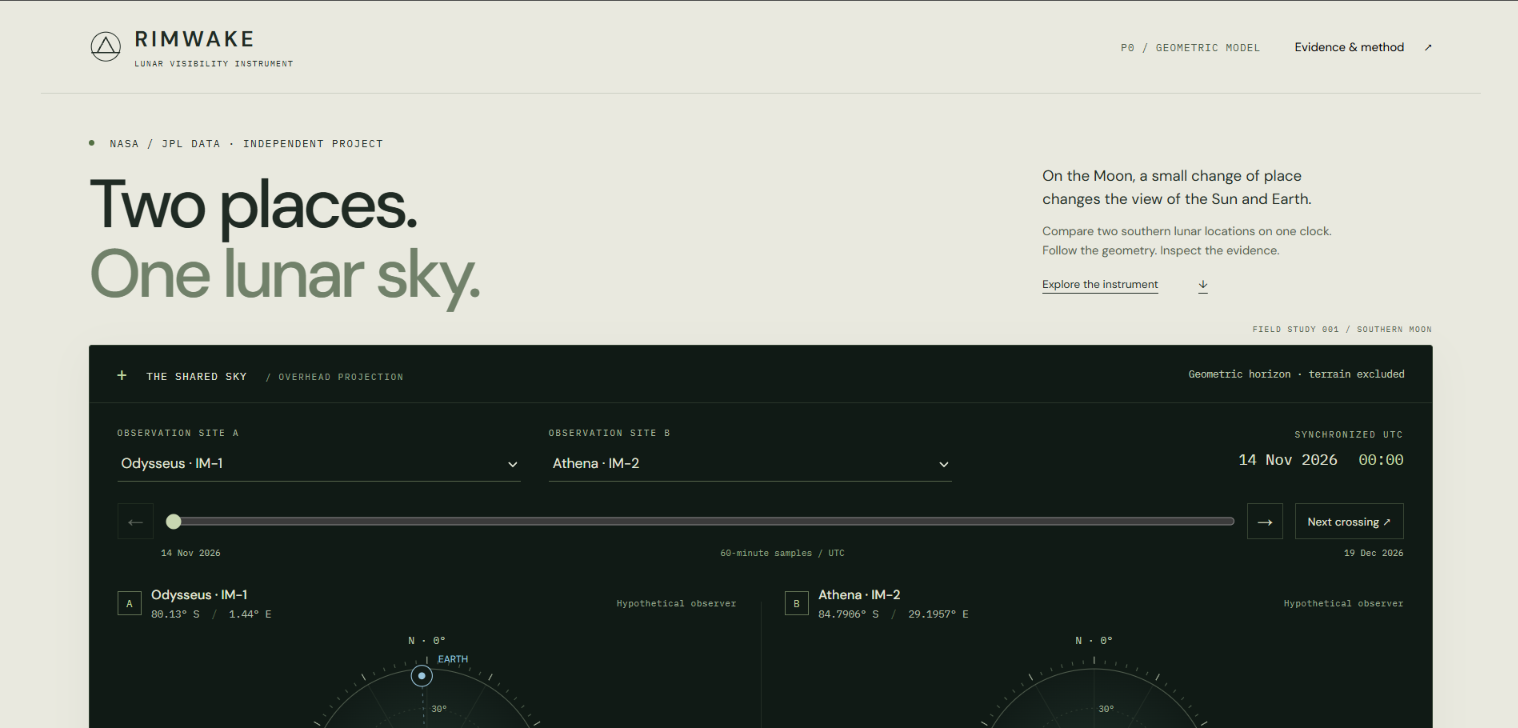 RIMWAKE
LUNAR VISIBILITY INSTRUMENT
P0 / GEOMETRIC MODEL
Evidence & method ↗
NASA / JPL DATA · INDEPENDENT PROJECT
Two places.
One lunar sky.
On the Moon, a small change of place
changes the view of the Sun and Earth.
Compare two southern lunar locations on one clock.
Follow the geometry. Inspect the evidence.
Explore the instrument ↓
FIELD STUDY 001 / SOUTHERN MOON
+ THE SHARED SKY / OVERHEAD PROJECTION
Geometric horizon · terrain excluded
OBSERVATION SITE A
Odysseus · IM-1
OBSERVATION SITE B
Athena · IM-2
SYNCHRONIZED UTC
14 Nov 2026 00:00
← →
Next crossing ↗
14 Nov 2026
60-minute samples / UTC
19 Dec 2026
A
Odysseus · IM-1
80.13° S / 1.44° E
Hypothetical observer
N · 0°
EARTH
30°
B
Athena · IM-2
84.7906° S / 29.1957° E
Hypothetical observer
N · 0°
30°